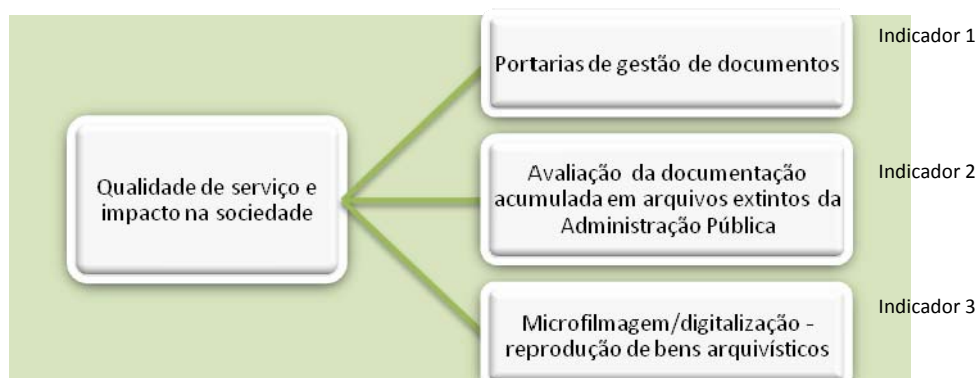 Indicador 1
Portarias de gestão de documentos
Qualidade de serviço e
impacto na sociedade
Indicador 2
Avaliação da documentação
acumulada em arquivos extintos da
Administração Pública
Indicador 3
Microfilmagem/digitalização -
reprodução de bens arquivísticos